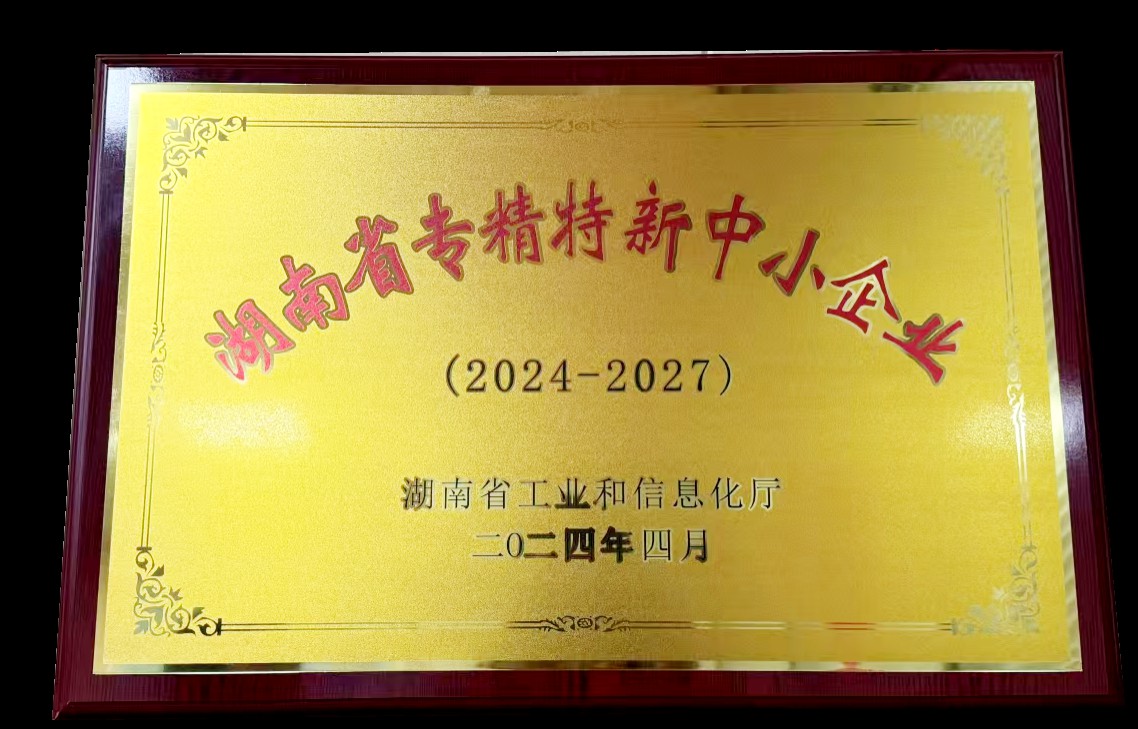 湖南省专精特新中小企业
(2024-2027)
湖南省工业和信息化厅
二0二四年四月